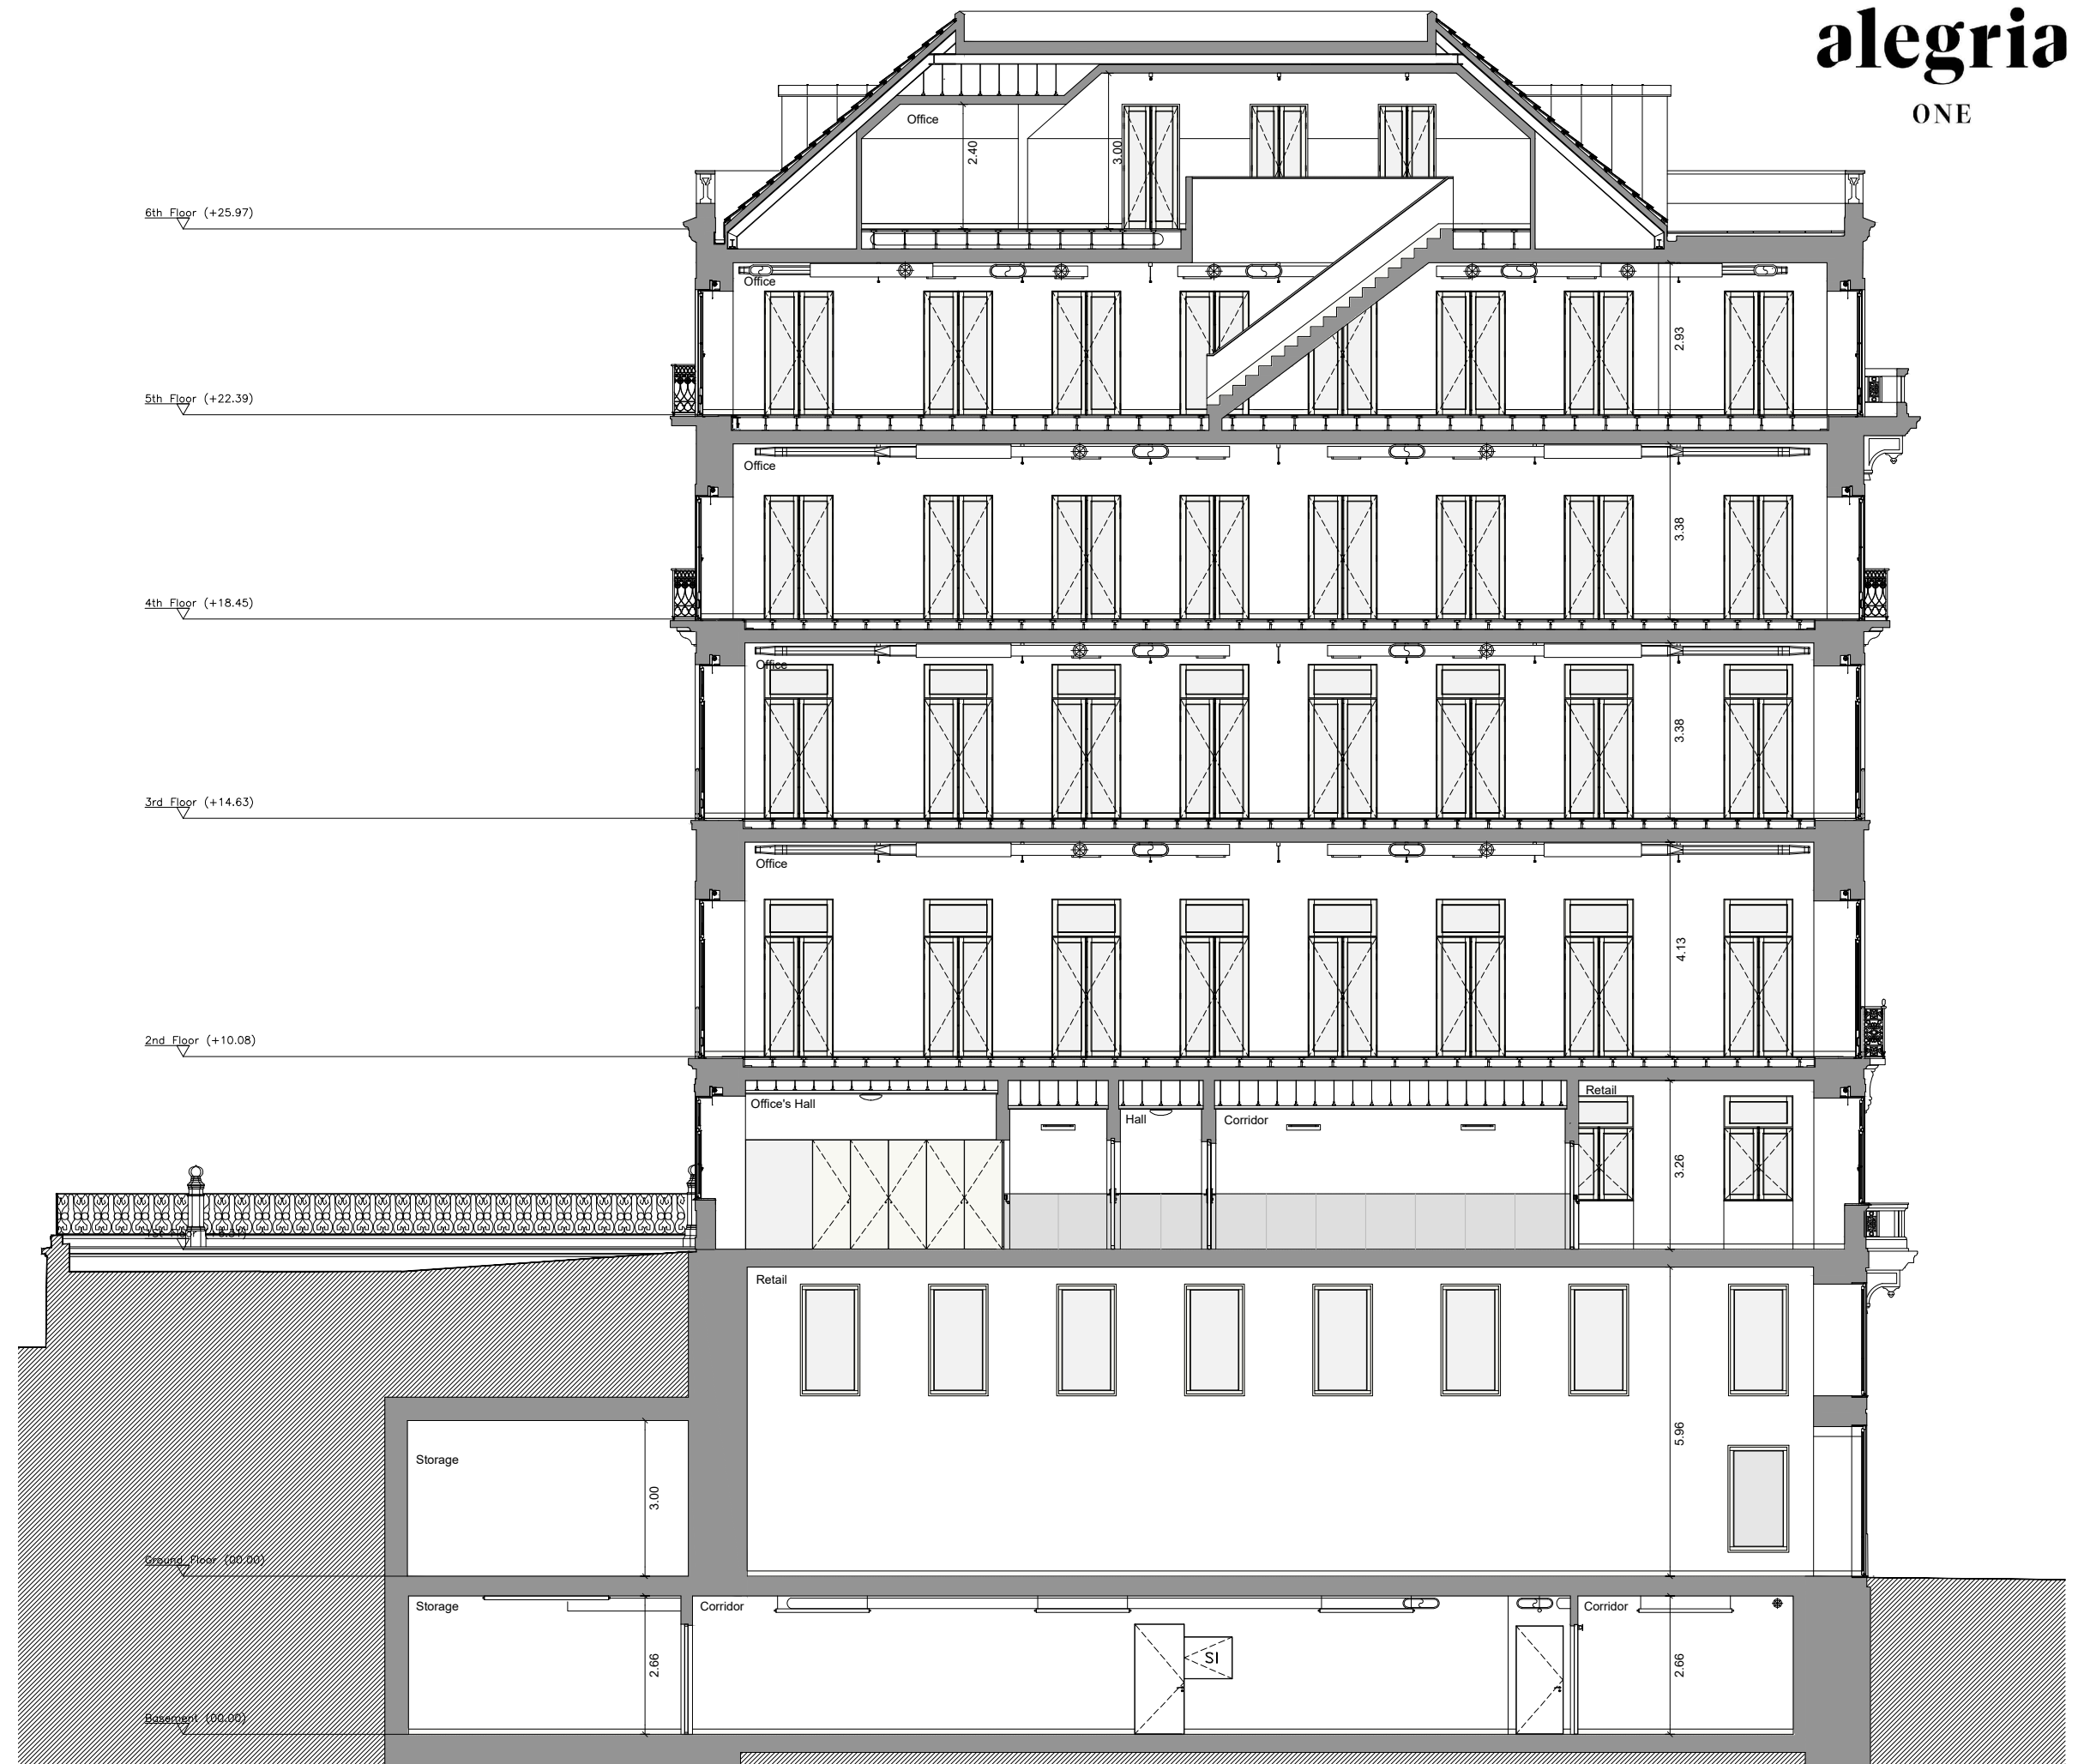 alegria
ONE
Office
2.40
3.00
6th Floor (+25.97)
Office
2.93
5th Floor (+22.39)
Office
3.38
4th Floor (+18.45)
Office
3.38
3rd Floor (+14.63)
Office
4.13
2nd Floor (+10.08)
Office's Hall
Hall
Corridor
Retail
3.26
Retail
5.96
Storage
3.00
Ground Floor (00.00)
Storage
Corridor
Corridor
SI
2.66
2.66
Basement (00.00)